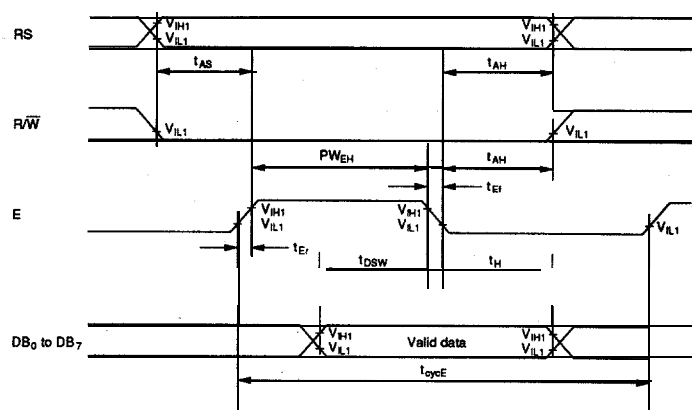 RS
VIH1
VIL1
VIH1
VIL1
tAS
tAH
R/W̅
VIL1
VIL1
PWEH
tAH
tEf
E
VIH1
VIL1
VIH1
VIL1
VIL1
tEr
tDSW
tH
DB0 to DB7
VIH1
VIL1
Valid data
VIH1
VIL1
tcycE